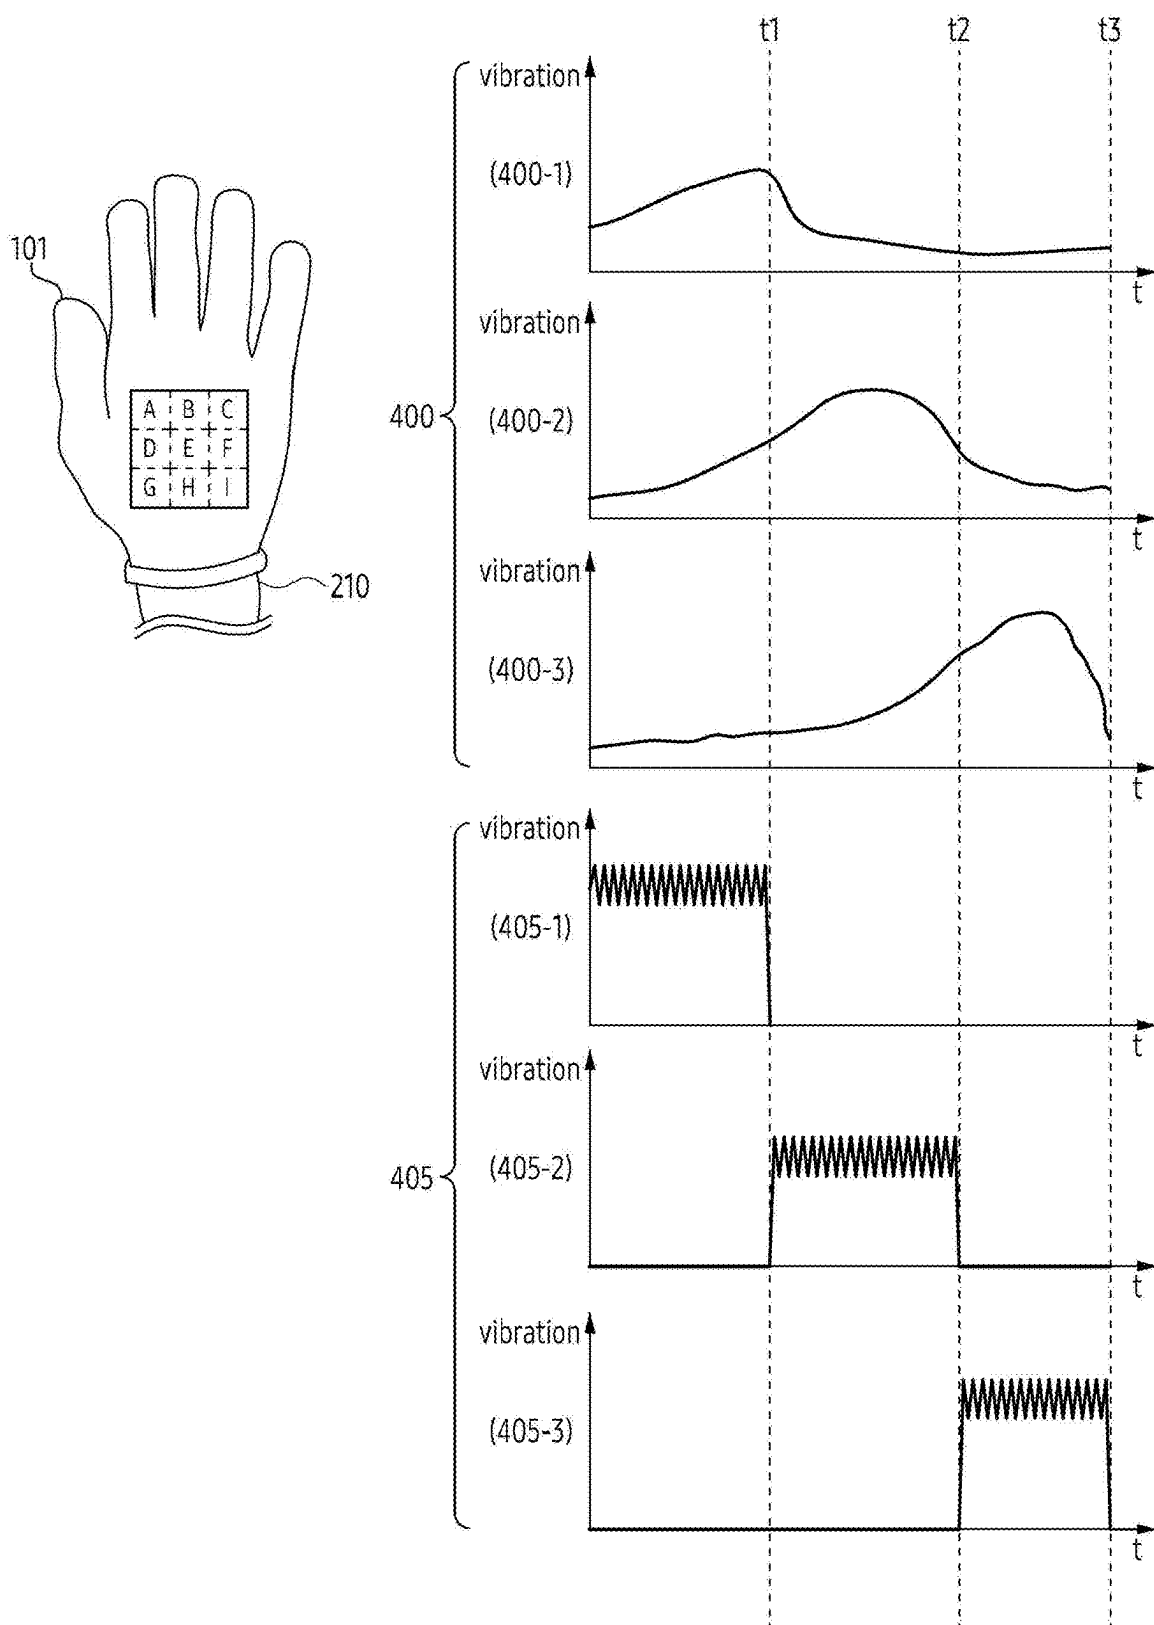 t1 t2 t3
vibration
(400-1)
t
101
A B C
D E F
G H I
210
400
vibration
(400-2)
t
vibration
(400-3)
t
405
vibration
(405-1)
t
vibration
(405-2)
t
vibration
(405-3)
t